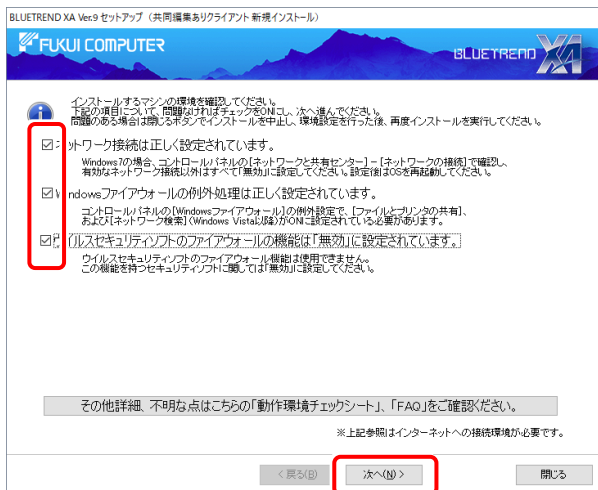 BLUETREND XA Ver.9 セットアップ（共同編集ありクライアント 新規インストール）
FUKUI COMPUTER
BLUETREND XA
インストールするマシンの環境を確認してください。
下記の項目について、問題なければチェックをONにし、次へ進んでください。
問題のある場合は閉じるボタンでインストールを中止し、環境設定を行った後、再度インストールを実行してください。
ットワーク接続は正しく設定されています。
Windows7の場合、コントロールパネルの[ネットワークと共有センター]－[ネットワークの接続]で確認し、
有効なネットワーク接続以外はすべて「無効」に設定してください。設定後はOSを再起動してください。
ndowsファイアウォールの例外処理は正しく設定されています。
コントロールパネルの[Windowsファイアウォール]の例外設定で、[ファイルとプリンタの共有]、
および[ネットワーク検索](Windows Vista以降)がONに設定されている必要があります。
イルスセキュリティソフトのファイアウォールの機能は「無効」に設定されています。
ウイルスセキュリティソフトのファイアウォール機能は使用できません。
この機能を持つセキュリティソフトに関しては「無効」に設定してください。
その他詳細、不明な点はこちらの「動作環境チェックシート」、「FAQ」をご確認ください。
※上記参照はインターネットへの接続環境が必要です。
< 戻る(B) 次へ(N) > 閉じる